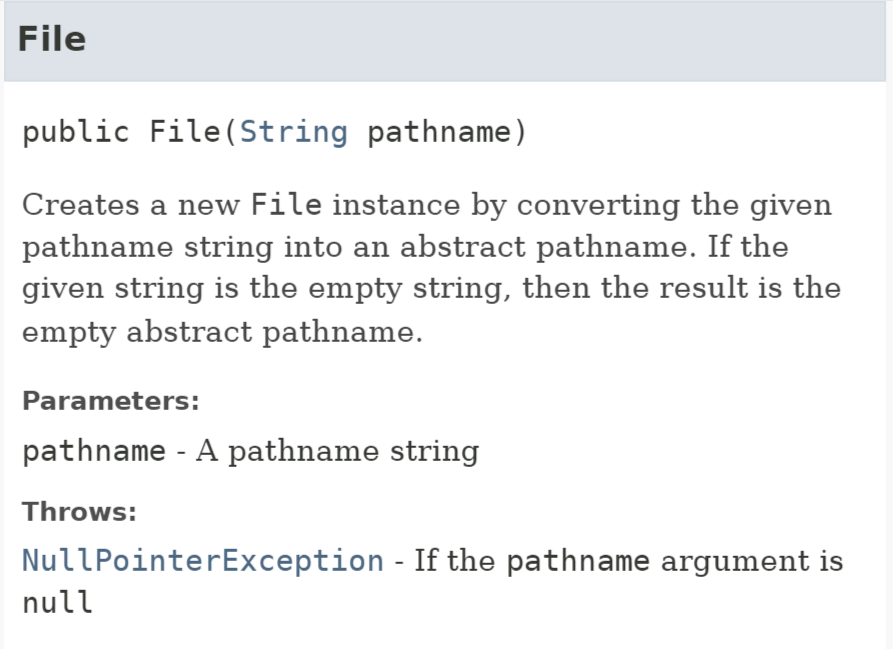 File
public File(String pathname)
Creates a new File instance by converting the given
pathname string into an abstract pathname. If the
given string is the empty string, then the result is the
empty abstract pathname.
Parameters:
pathname - A pathname string
Throws:
NullPointerException - If the pathname argument is
null